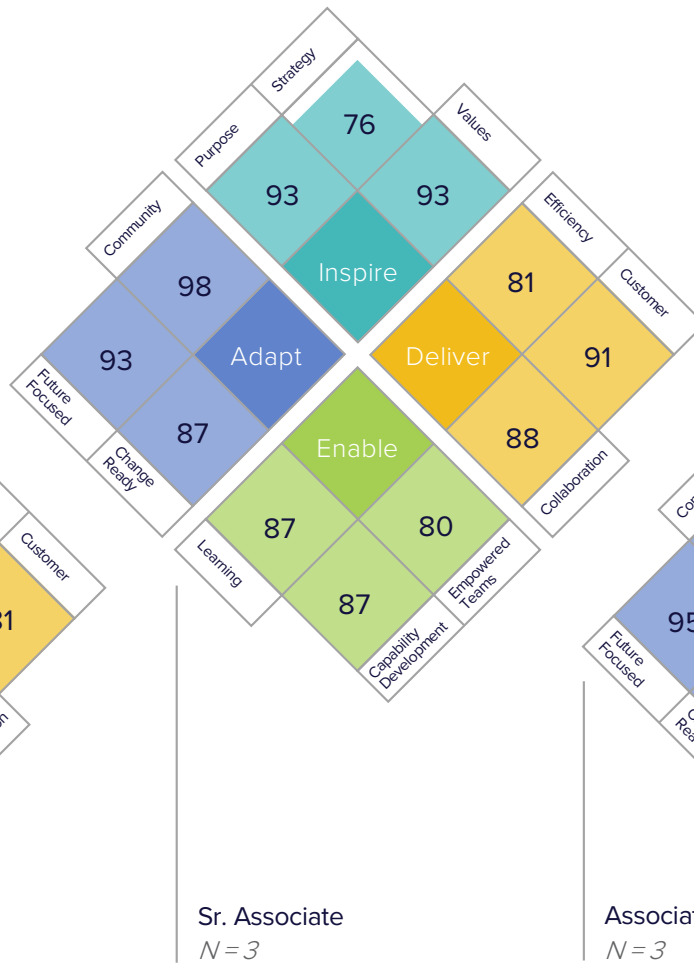 Strategy
Purpose
76
Values
93
93
Community
Efficiency
Inspire
98
81
Customer
93
Adapt
Deliver
91
Future
Focused
87
88
Change
Ready
Enable
Collaboration
87
80
Learning
Empowered
Teams
87
Capability
Development
Customer
Future
Focused
95
Sr. Associate
N = 3
N = 3